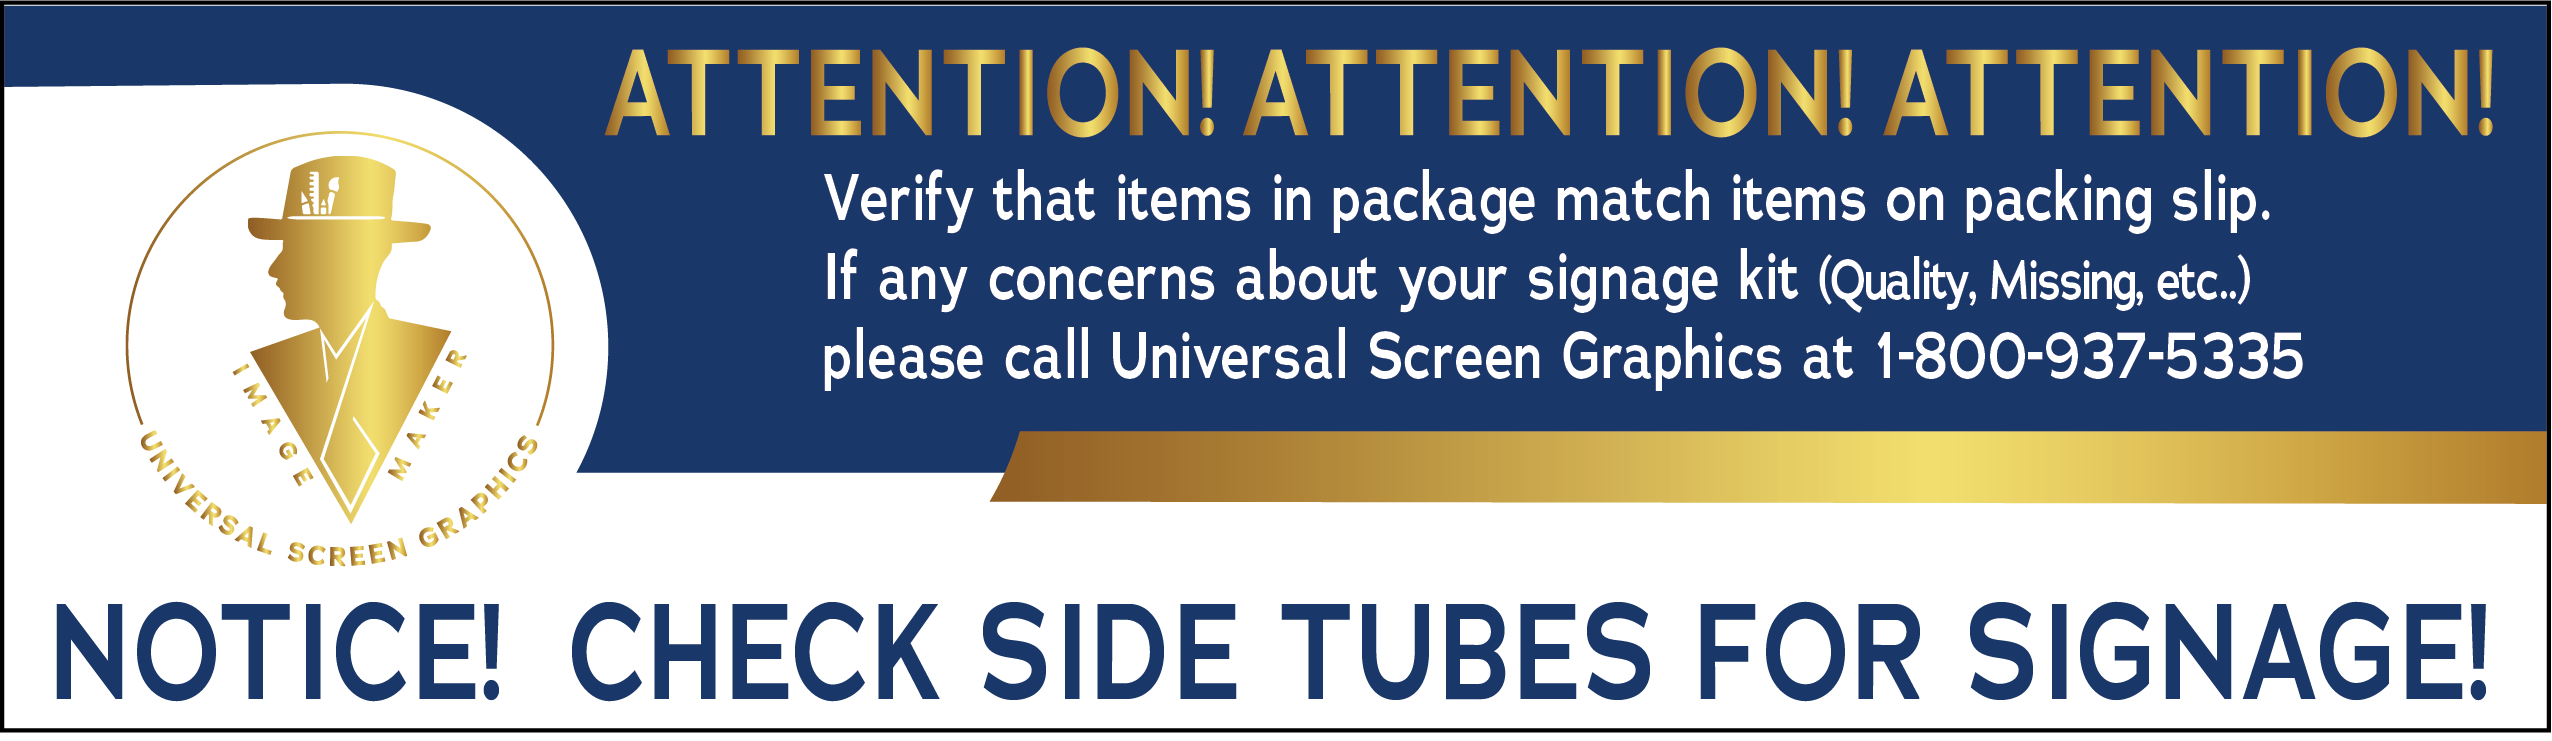 ATTENTION! ATTENTION! ATTENTION!
Verify that items in package match items on packing slip.
If any concerns about your signage kit (Quality, Missing, etc..)
please call Universal Screen Graphics at 1-800-937-5335
IMAGE MAKER
UNIVERSAL SCREEN GRAPHICS
NOTICE! CHECK SIDE TUBES FOR SIGNAGE!